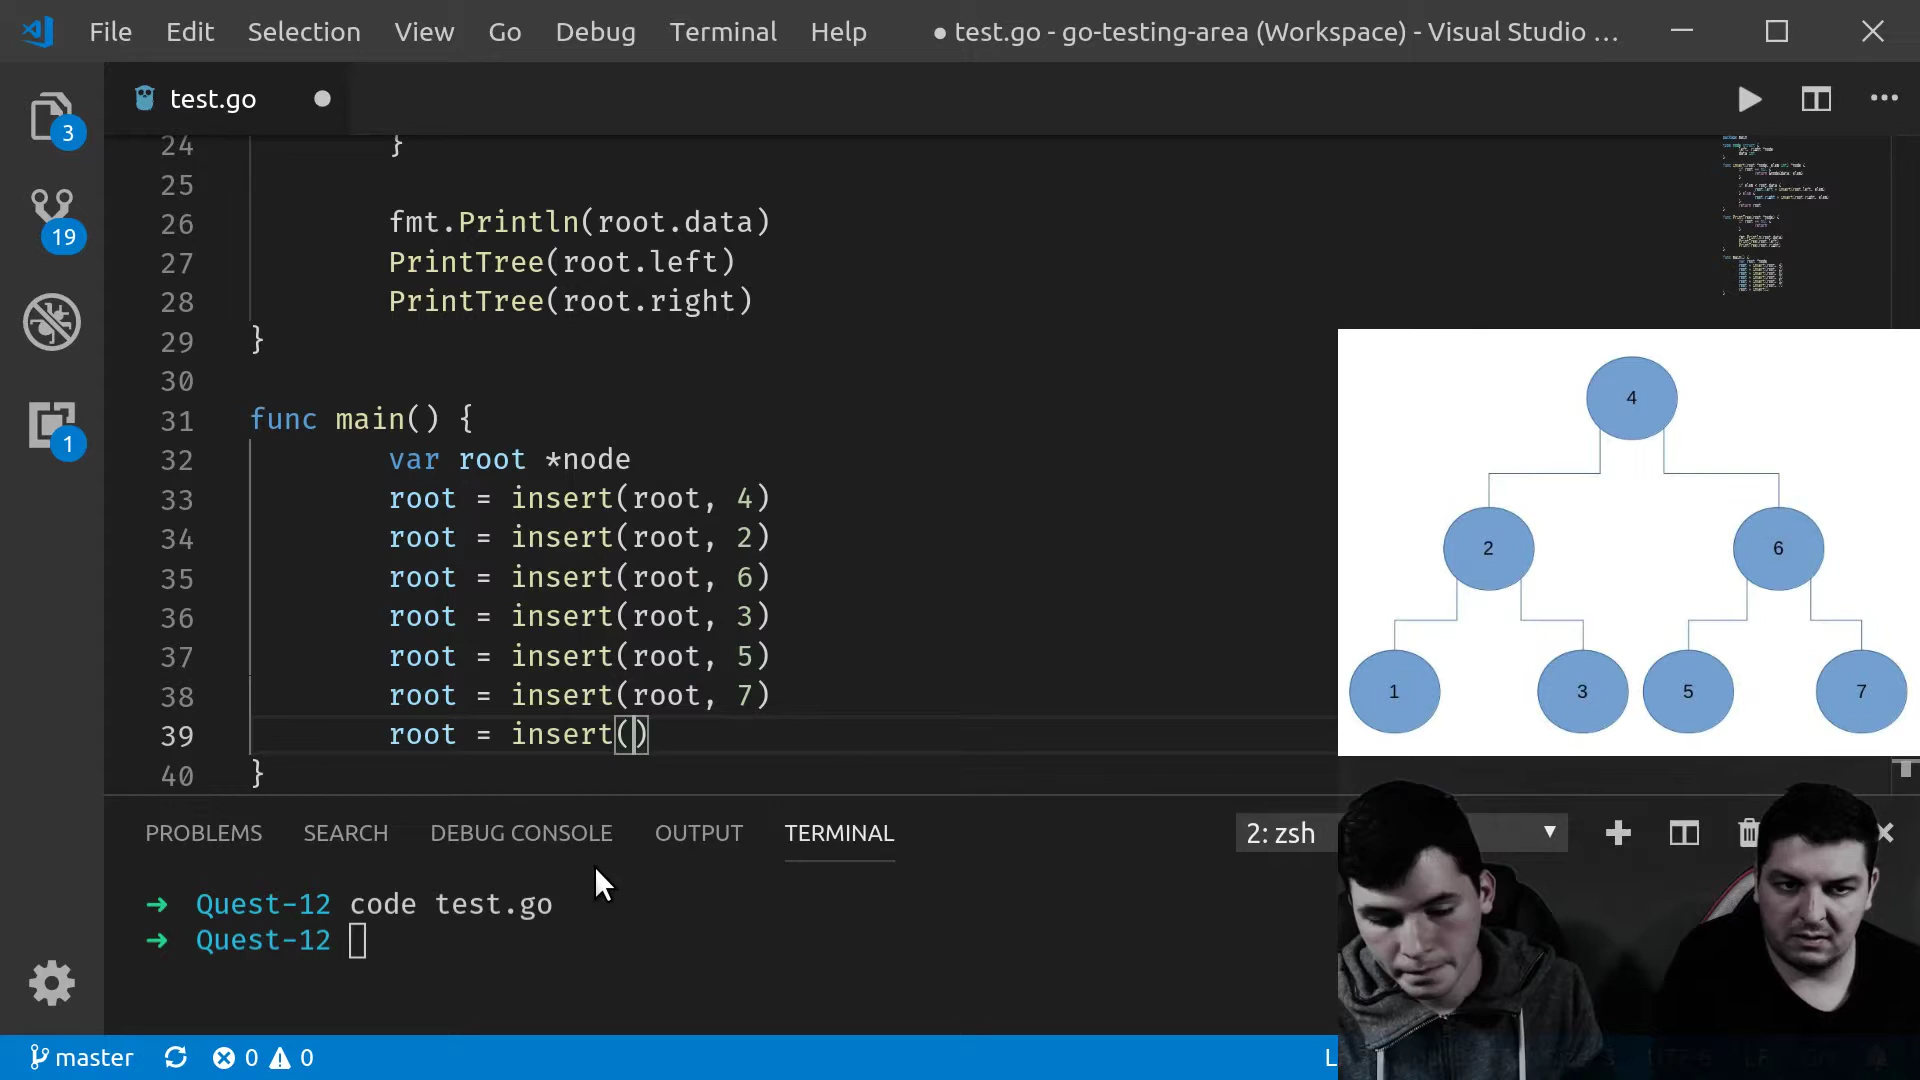 File Edit Selection View Go Debug Terminal Help ● test.go - go-testing-area (Workspace) - Visual Studio ...
test.go
3
19
1
24 }
25
26 fmt.Println(root.data)
27 PrintTree(root.left)
28 PrintTree(root.right)
29 }
30
31 func main() {
32 var root *node
33 root = insert(root, 4)
34 root = insert(root, 2)
35 root = insert(root, 6)
36 root = insert(root, 3)
37 root = insert(root, 5)
38 root = insert(root, 7)
39 root = insert()
40 }
4
2 6
1 3 5 7
PROBLEMS SEARCH DEBUG CONSOLE OUTPUT TERMINAL 2: zsh
➜ Quest-12 code test.go
➜ Quest-12
master 0 0